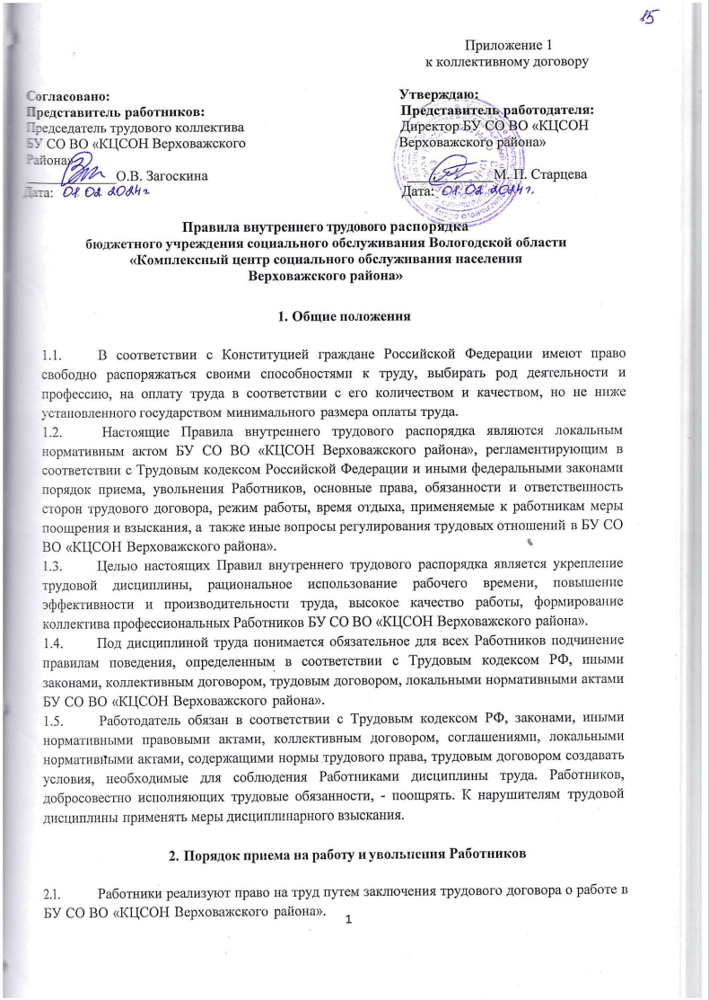 15
Приложение 1
к коллективному договору
Согласовано:
Представитель работников:
Председатель трудового коллектива
БУ СО ВО «КЦСОН Верховажского
Района»
____________О.В. Загоскина
Дата: 01.02.2024г.
Утверждаю:
Представитель работодателя:
Директор БУ СО ВО «КЦСОН
Верховажского района»
____________М. П. Старцева
Дата: 01.02.2024г.
Правила внутреннего трудового распорядка
бюджетного учреждения социального обслуживания Вологодской области
«Комплексный центр социального обслуживания населения
Верховажского района»
1. Общие положения
1.1. В соответствии с Конституцией граждане Российской Федерации имеют право
свободно распоряжаться своими способностями к труду, выбирать род деятельности и
профессию, на оплату труда в соответствии с его количеством и качеством, но не ниже
установленного государством минимального размера оплаты труда.
1.2. Настоящие Правила внутреннего трудового распорядка являются локальным
нормативным актом БУ СО ВО «КЦСОН Верховажского района», регламентирующим в
соответствии с Трудовым кодексом Российской Федерации и иными федеральными законами
порядок приема, увольнения Работников, основные права, обязанности и ответственность
сторон трудового договора, режим работы, время отдыха, применяемые к работникам меры
поощрения и взыскания, а также иные вопросы регулирования трудовых отношений в БУ СО
ВО «КЦСОН Верховажского района».
1.3. Целью настоящих Правил внутреннего трудового распорядка является укрепление
трудовой дисциплины, рациональное использование рабочего времени, повышение
эффективности и производительности труда, высокое качество работы, формирование
коллектива профессиональных Работников БУ СО ВО «КЦСОН Верховажского района».
1.4. Под дисциплиной труда понимается обязательное для всех Работников подчинение
правилам поведения, определенным в соответствии с Трудовым кодексом РФ, иными
законами, коллективным договором, трудовым договором, локальными нормативными актами
БУ СО ВО «КЦСОН Верховажского района».
1.5. Работодатель обязан в соответствии с Трудовым кодексом РФ, законами, иными
нормативными правовыми актами, коллективным договором, соглашениями, локальными
нормативными актами, содержащими нормы трудового права, трудовым договором создавать
условия, необходимые для соблюдения Работниками дисциплины труда. Работников,
добросовестно исполняющих трудовые обязанности, - поощрять. К нарушителям трудовой
дисциплины применять меры дисциплинарного взыскания.
2. Порядок приема на работу и увольнения Работников
2.1. Работники реализуют право на труд путем заключения трудового договора о работе в
БУ СО ВО «КЦСОН Верховажского района».
1